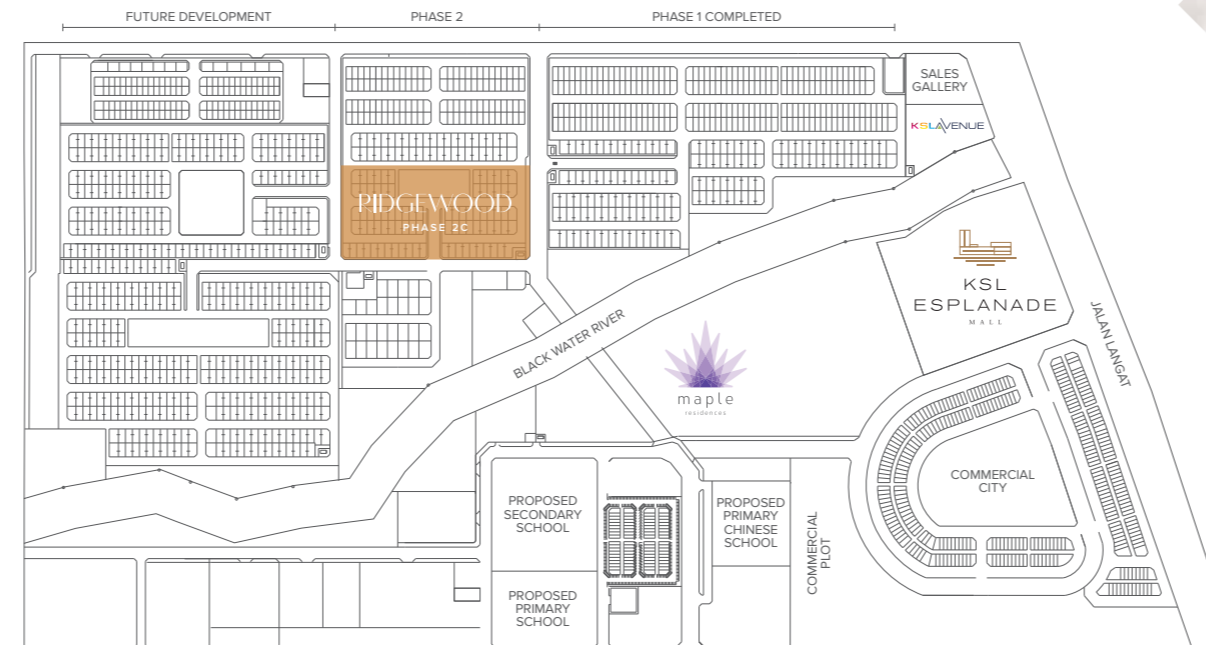 FUTURE DEVELOPMENT
PHASE 2
PHASE 1 COMPLETED
SALES
GALLERY
KSLAVENUE
RIDGEWOOD
PHASE 2C
KSL
ESPLANADE
MALL
JALAN LANGAT
BLACK WATER RIVER
maple
residences
COMMERCIAL
CITY
PROPOSED
SECONDARY
SCHOOL
PROPOSED
PRIMARY
CHINESE
SCHOOL
COMMERCIAL
PLOT
PROPOSED
PRIMARY
SCHOOL